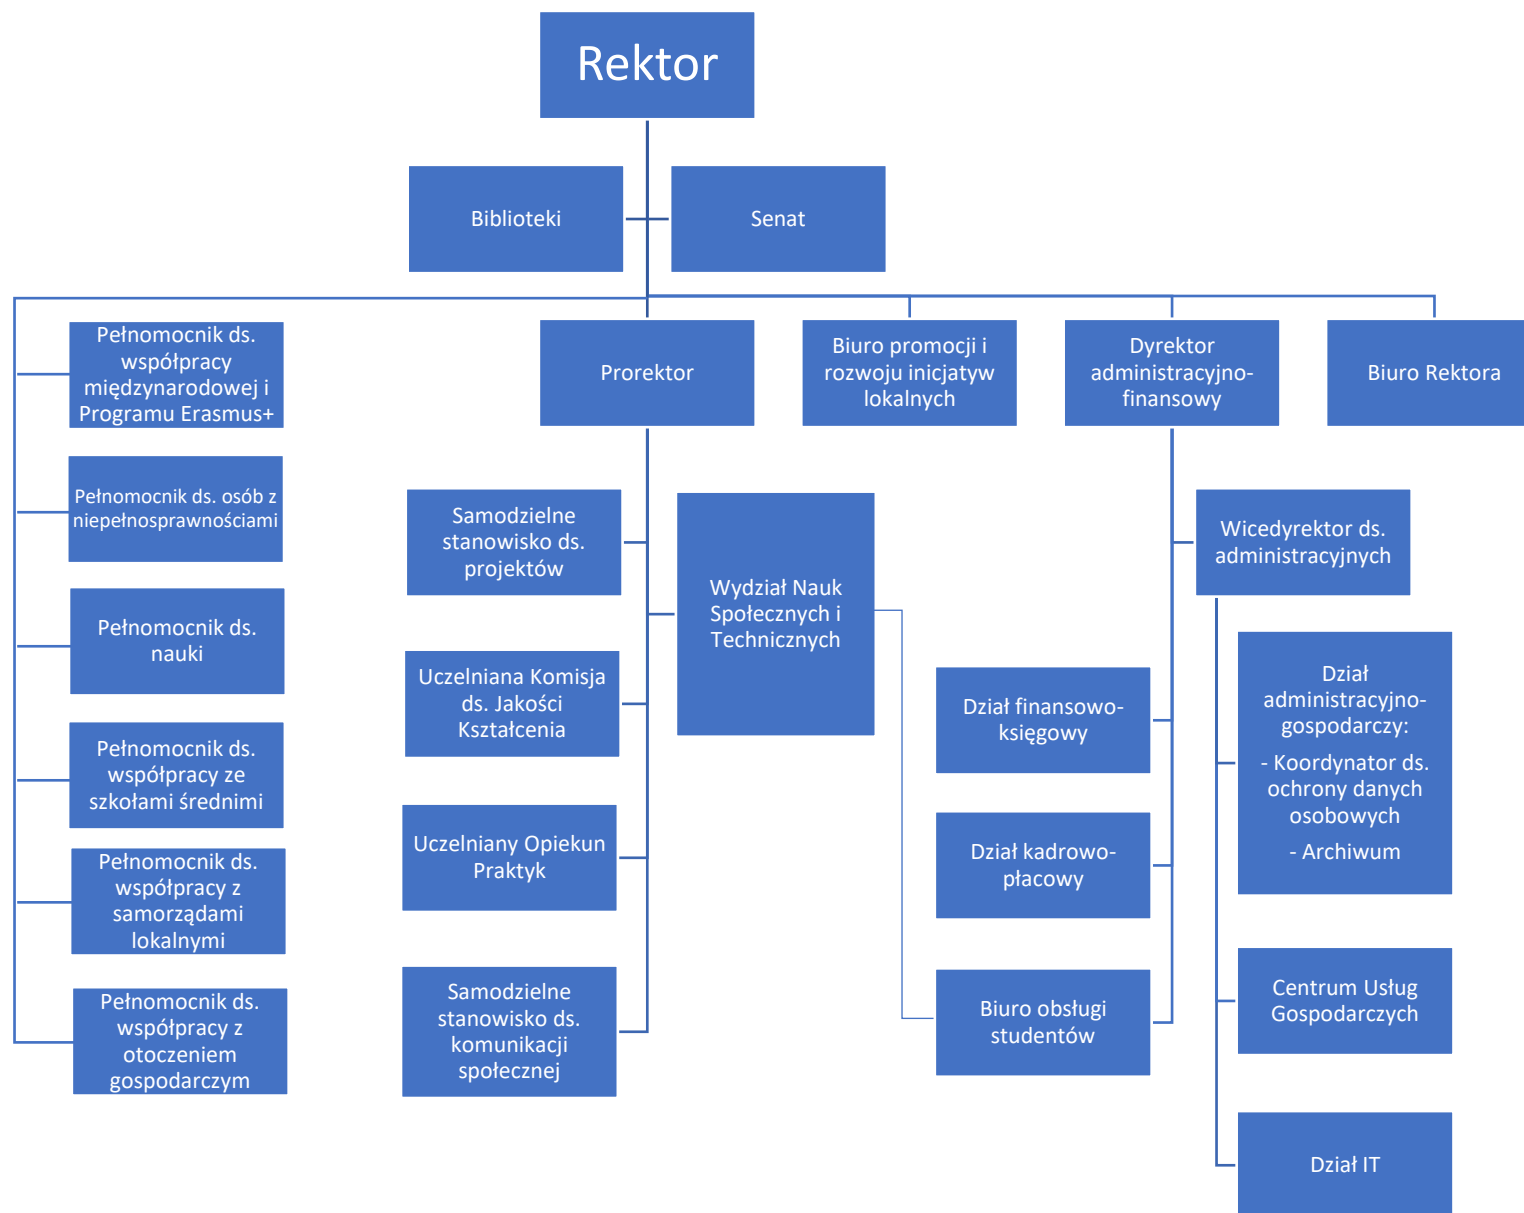 Rektor
Biblioteki
Senat
Pełnomocnik ds.
współpracy
międzynarodowej i
Programu Erasmus+
Prorektor
Biuro promocji i
rozwoju inicjatyw
lokalnych
Dyrektor
administracyjno-
finansowy
Biuro Rektora
Pełnomocnik ds. osób z
niepełnosprawnościami
Pełnomocnik ds.
nauki
Pełnomocnik ds.
współpracy ze
szkołami średnimi
Pełnomocnik ds.
współpracy z
samorządami
lokalnymi
Pełnomocnik ds.
współpracy z
otoczeniem
gospodarczym
Samodzielne
stanowisko ds.
projektów
Uczelniana Komisja
ds. Jakości
Kształcenia
Uczelniany Opiekun
Praktyk
Samodzielne
stanowisko ds.
komunikacji
społecznej
Wydział Nauk
Społecznych i
Technicznych
Dział finansowo-
księgowy
Dział kadrowo-
płacowy
Biuro obsługi
studentów
Wicedyrektor ds.
administracyjnych
Dział
administracyjno-
gospodarczy:
- Koordynator ds.
ochrony danych
osobowych
- Archiwum
Centrum Usług
Gospodarczych
Dział IT